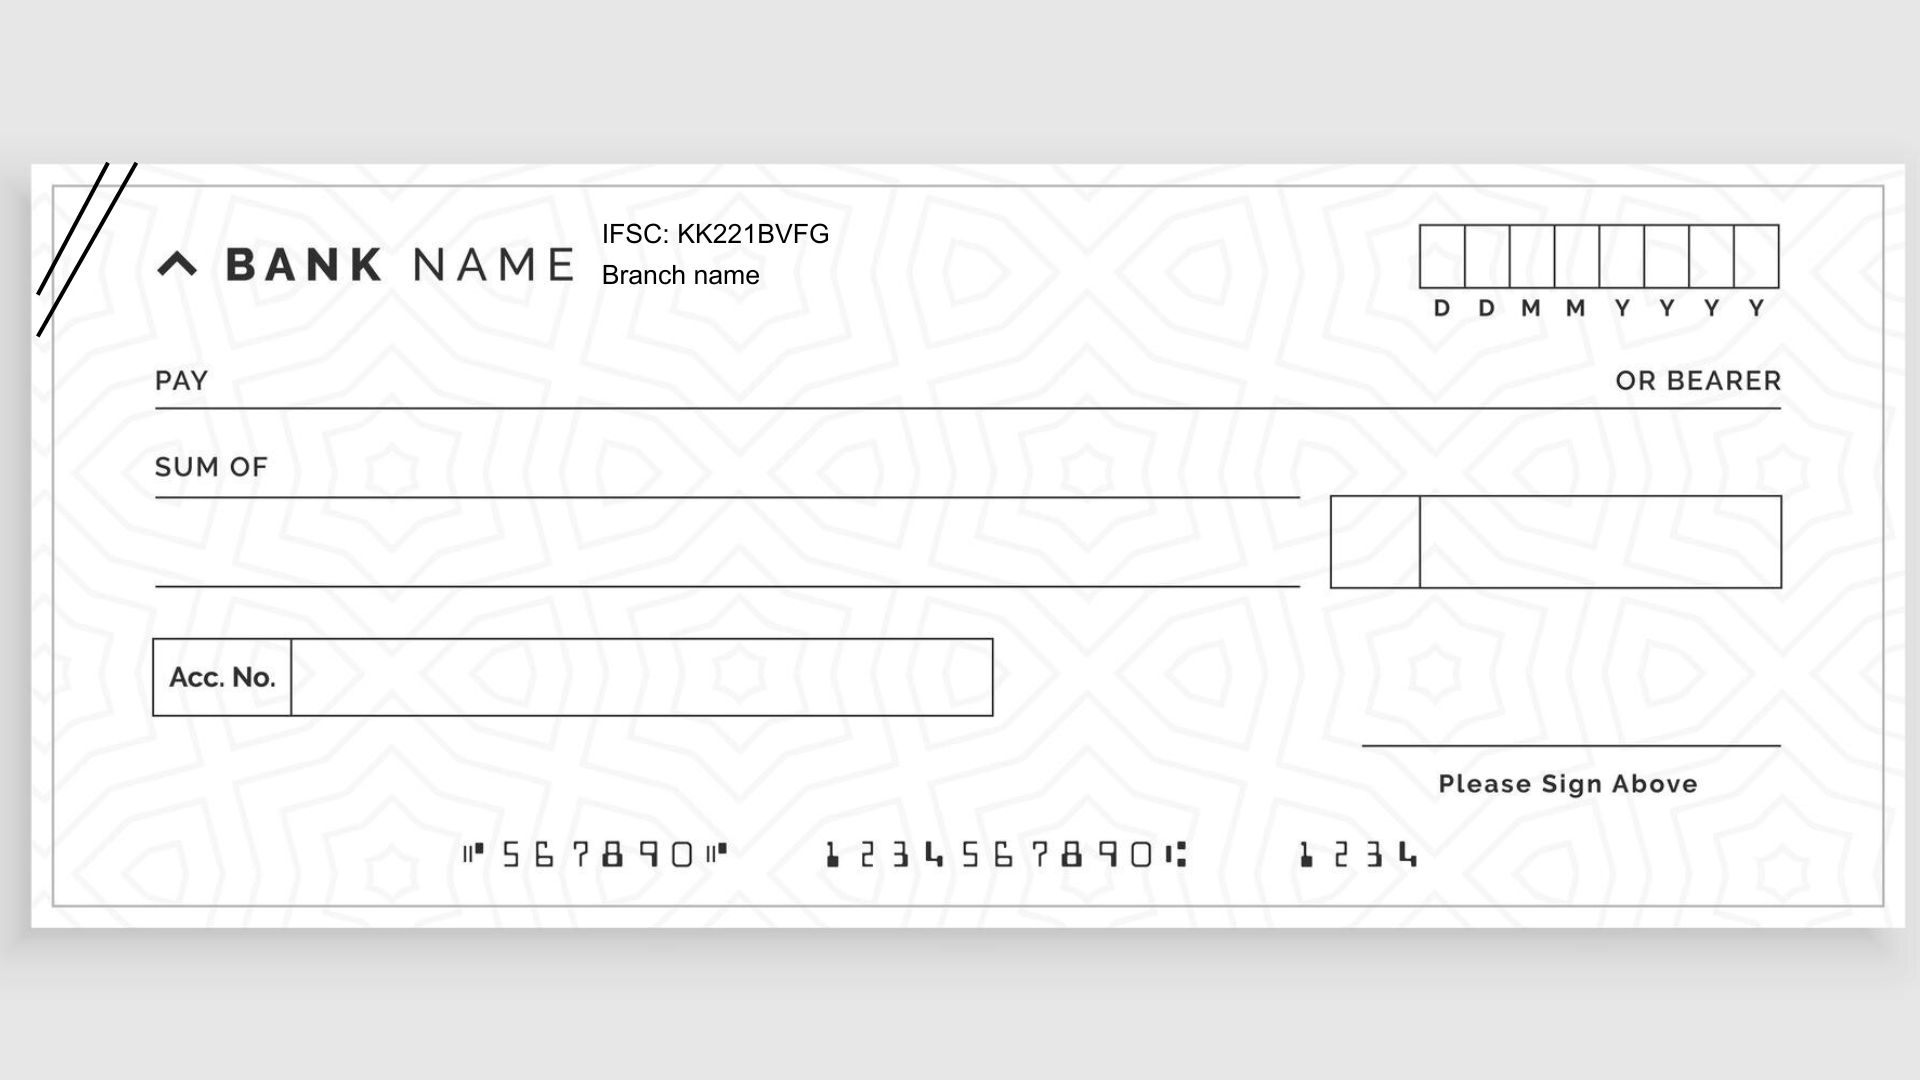 BANK NAME
IFSC: KK221BVFG
Branch name
D D M M Y Y Y Y
PAY
OR BEARER
SUM OF
Acc. No.
Please Sign Above
⑈567890⑈ 1234567890⑆ 1234